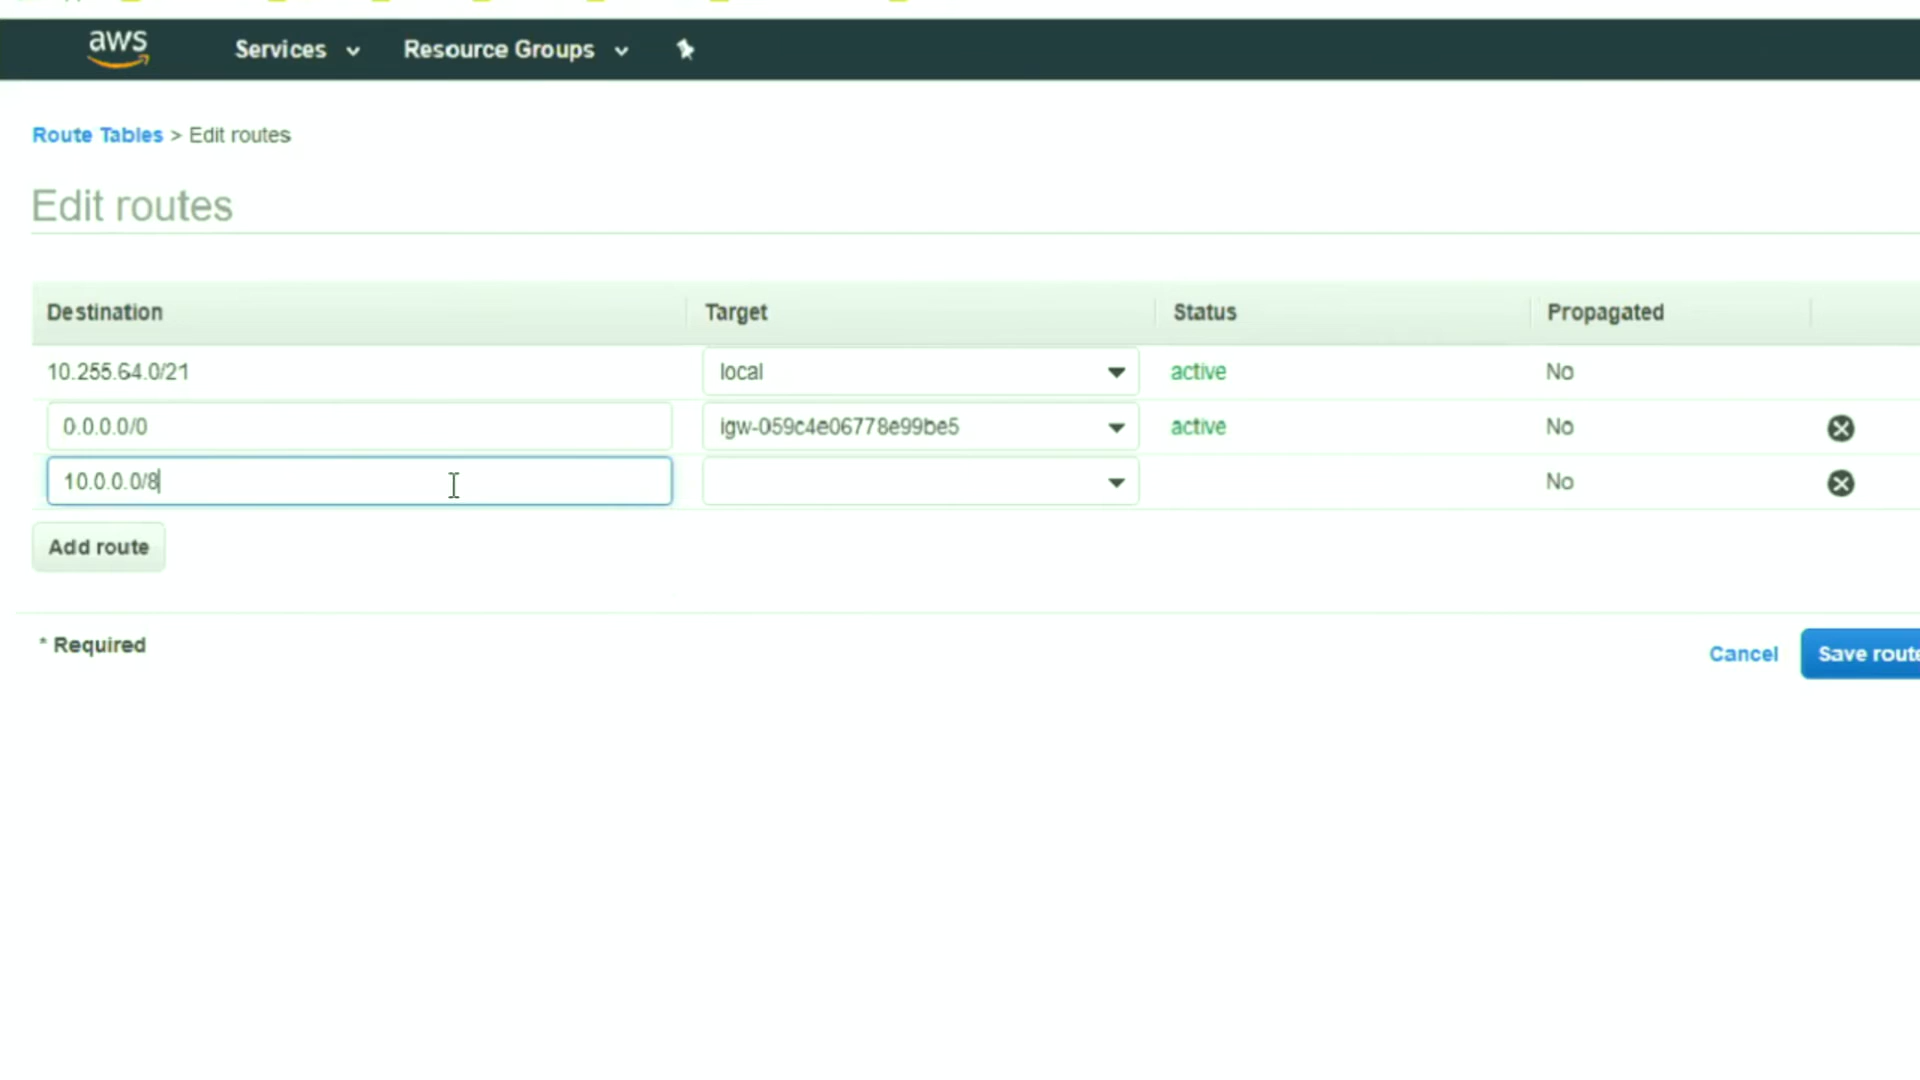 aws Services Resource Groups
Route Tables > Edit routes
Edit routes
Destination Target Status Propagated
10.255.64.0/21 local active No
0.0.0.0/0 igw-059c4e06778e99be5 active No
10.0.0.0/8 No
Add route
* Required
Cancel Save route